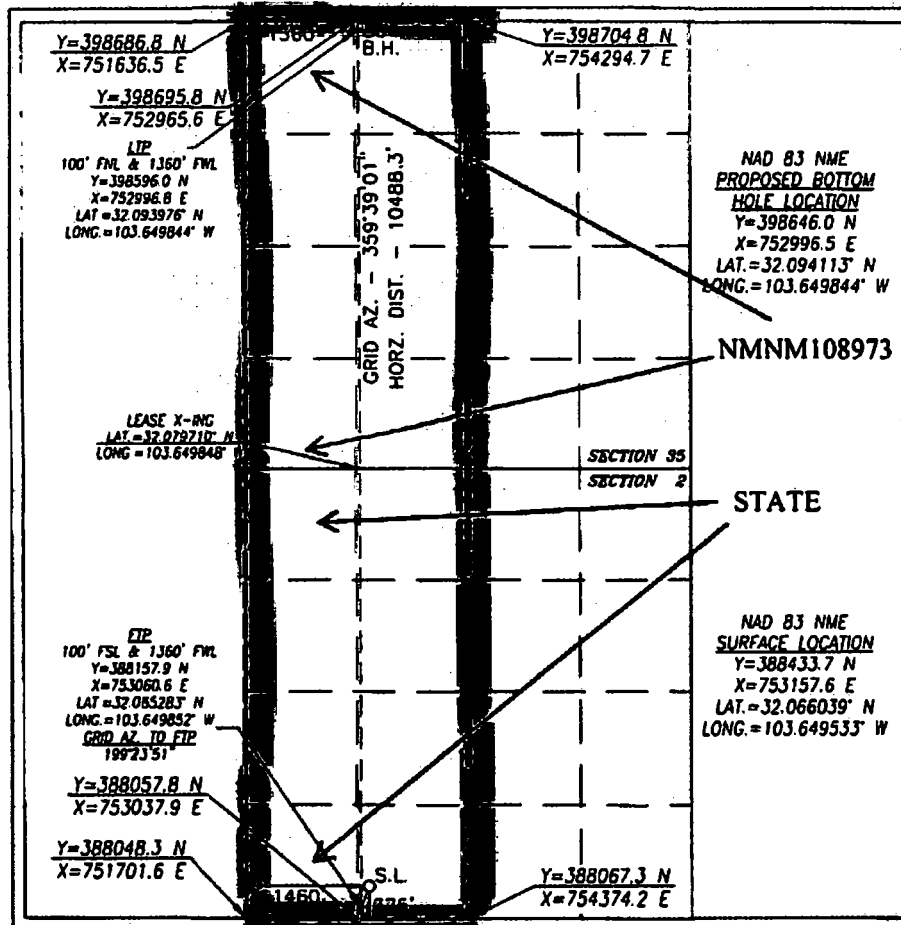 Y=398686.8 N
X=751636.5 E
1360'
B.H.
Y=398704.8 N
X=754294.7 E
Y=398695.8 N
X=752965.6 E
LTP
100' FNL & 1360' FWL
Y=398596.0 N
X=752996.8 E
LAT =32.093976° N
LONG.=103.649844° W
GRID AZ. - 359°39'01"
HORZ. DIST. - 10488.3'
NAD 83 NME
PROPOSED BOTTOM
HOLE LOCATION
Y=398646.0 N
X=752996.5 E
LAT.=32.094113° N
LONG.=103.649844° W
NMNM108973
LEASE X-ING
LAT.=32.079710° N
LONG =103.649848°
SECTION 35
SECTION 2
STATE
FTP
100' FSL & 1360' FWL
Y=388157.9 N
X=753060.6 E
LAT =32.065283° N
LONG.=103.649852° W
GRID AZ. TO FTP
199°23'51"
NAD 83 NME
SURFACE LOCATION
Y=388433.7 N
X=753157.6 E
LAT.=32.066039° N
LONG.=103.649533° W
Y=388057.8 N
X=753037.9 E
Y=388048.3 N
X=751701.6 E
S.L.
1460'
Y=388067.3 N
X=754374.2 E